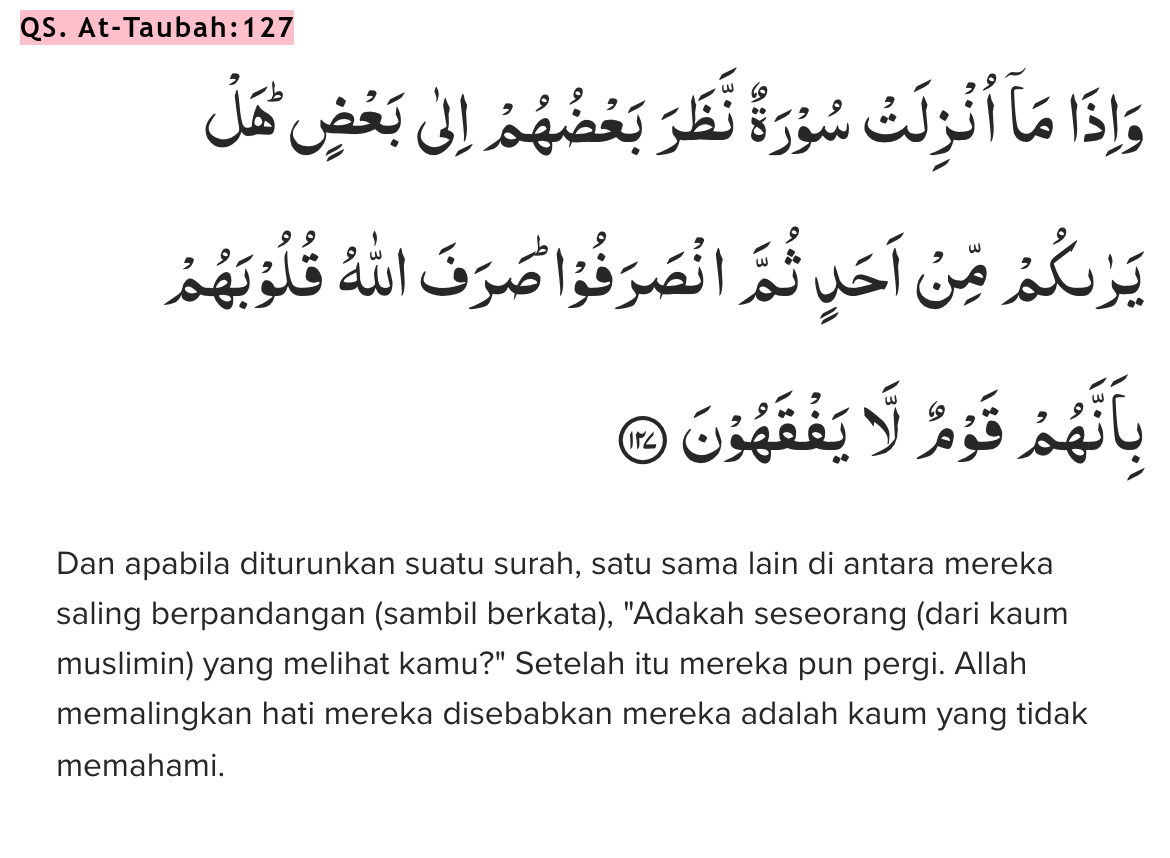 QS. At-Taubah:127
وَاِذَا مَآ اُنْزِلَتْ سُوْرَةٌ نَّظَرَ بَعْضُهُمْ اِلٰى بَعْضٍۗ هَلْ
يَرٰىكُمْ مِّنْ اَحَدٍ ثُمَّ انْصَرَفُوْاۗ صَرَفَ اللّٰهُ قُلُوْبَهُمْ
بِاَنَّهُمْ قَوْمٌ لَّا يَفْقَهُوْنَ ١٢٧
Dan apabila diturunkan suatu surah, satu sama lain di antara mereka
saling berpandangan (sambil berkata), "Adakah seseorang (dari kaum
muslimin) yang melihat kamu?" Setelah itu mereka pun pergi. Allah
memalingkan hati mereka disebabkan mereka adalah kaum yang tidak
memahami.